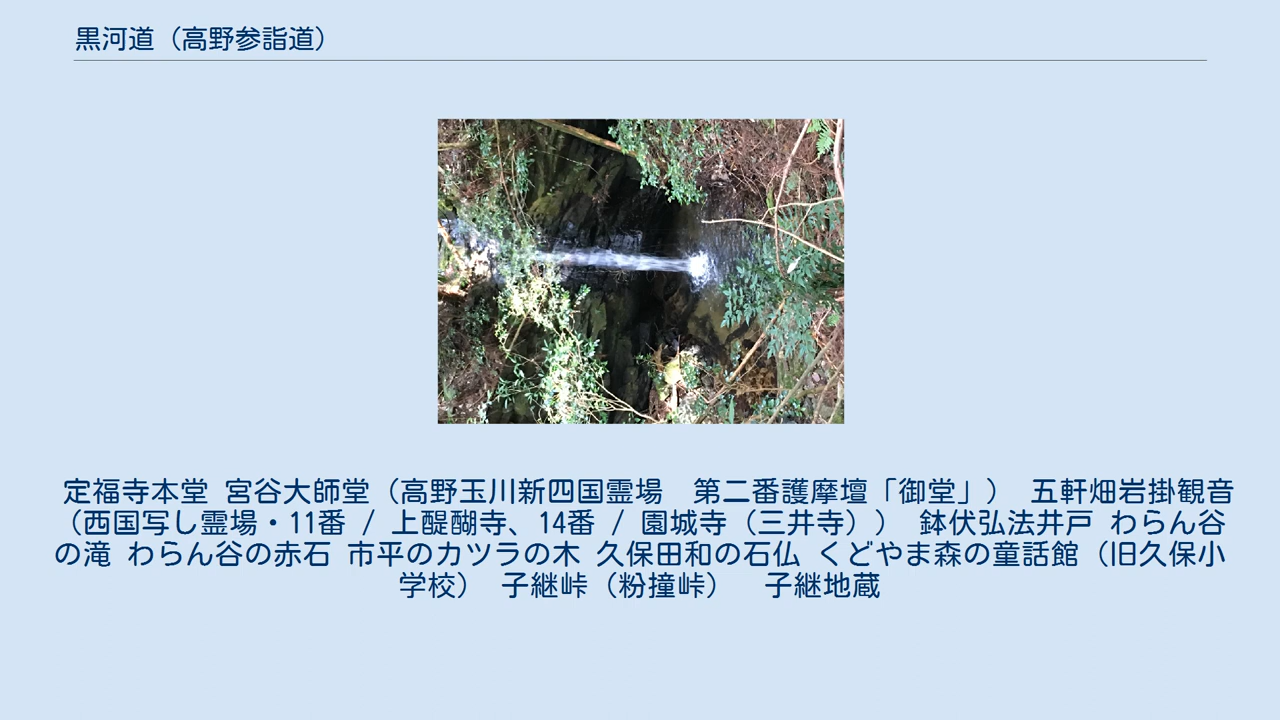 黒河道（高野参詣道）
定福寺本堂 宮谷大師堂（高野玉川新四国霊場　第二番護摩壇「御堂」） 五軒畑岩掛観音
（西国写し霊場・11番 / 上醍醐寺、14番 / 園城寺（三井寺）） 鉢伏弘法井戸 わらん谷
の滝 わらん谷の赤石 市平のカツラの木 久保田和の石仏 くどやま森の童話館（旧久保小
学校） 子継峠（粉撞峠）　子継地蔵